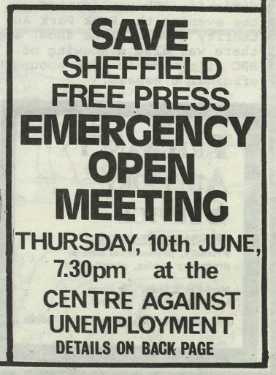 SAVE
SHEFFIELD
FREE PRESS
EMERGENCY
OPEN
MEETING
THURSDAY, 10th JUNE,
7.30pm at the
CENTRE AGAINST
UNEMPLOYMENT
DETAILS ON BACK PAGE